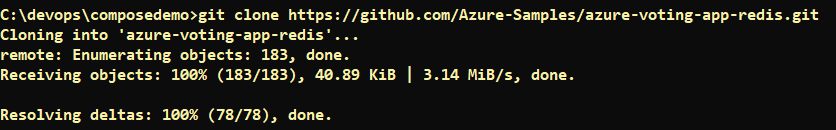 C:\devops\composedemo>git clone https://github.com/Azure-Samples/azure-voting-app-redis.git
Cloning into 'azure-voting-app-redis'...
remote: Enumerating objects: 183, done.
Receiving objects: 100% (183/183), 40.89 KiB | 3.14 MiB/s, done.
Resolving deltas: 100% (78/78), done.